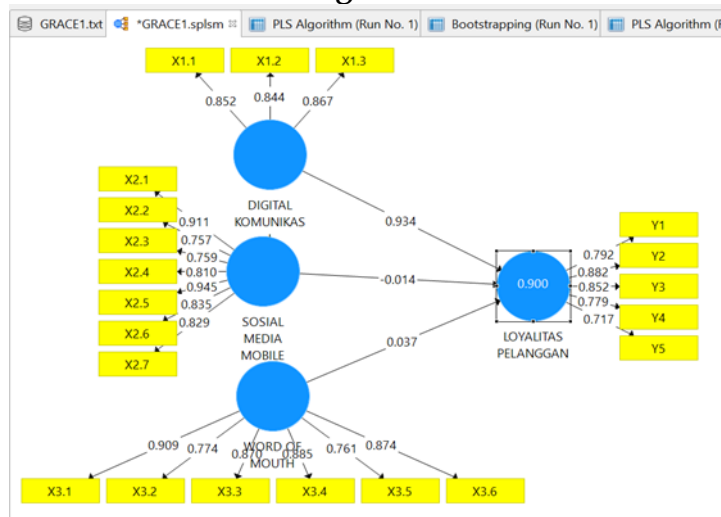 GRACE1.txt
*GRACE1.splsm
PLS Algorithm (Run No. 1)
Bootstrapping (Run No. 1)
PLS Algorithm (
X1.1
X1.2
X1.3
0.852
0.844
0.867
DIGITAL
KOMUNIKAS
X2.1
X2.2
X2.3
X2.4
X2.5
X2.6
X2.7
0.911
0.757
0.759
0.810
0.945
0.835
0.829
SOSIAL
MEDIA
MOBILE
0.934
-0.014
0.037
0.900
LOYALITAS
PELANGGAN
0.792
0.882
0.852
0.779
0.717
Y1
Y2
Y3
Y4
Y5
WORD OF
MOUTH
0.909
0.774
0.870
0.885
0.761
0.874
X3.1
X3.2
X3.3
X3.4
X3.5
X3.6